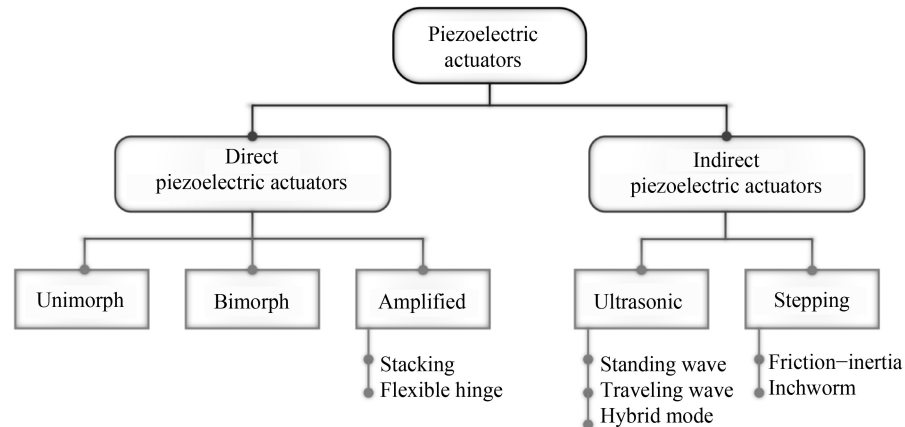 Piezoelectric
actuators
Direct
piezoelectric actuators
Indirect
piezoelectric actuators
Unimorph
Bimorph
Amplified
Ultrasonic
Stepping
Stacking
Flexible hinge
Standing wave
Traveling wave
Hybrid mode
Friction−inertia
Inchworm